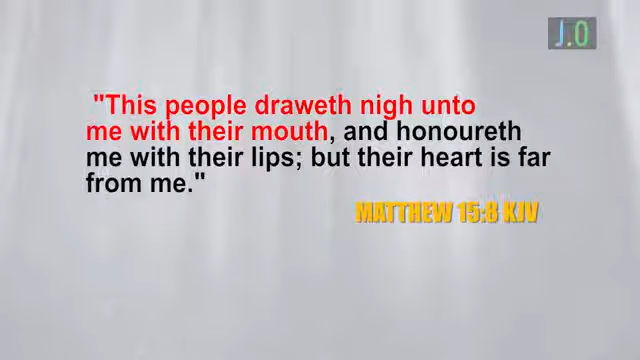 J.O
"This people draweth nigh unto
me with their mouth, and honoureth
me with their lips; but their heart is far
from me."
MATTHEW 15:8 KJV